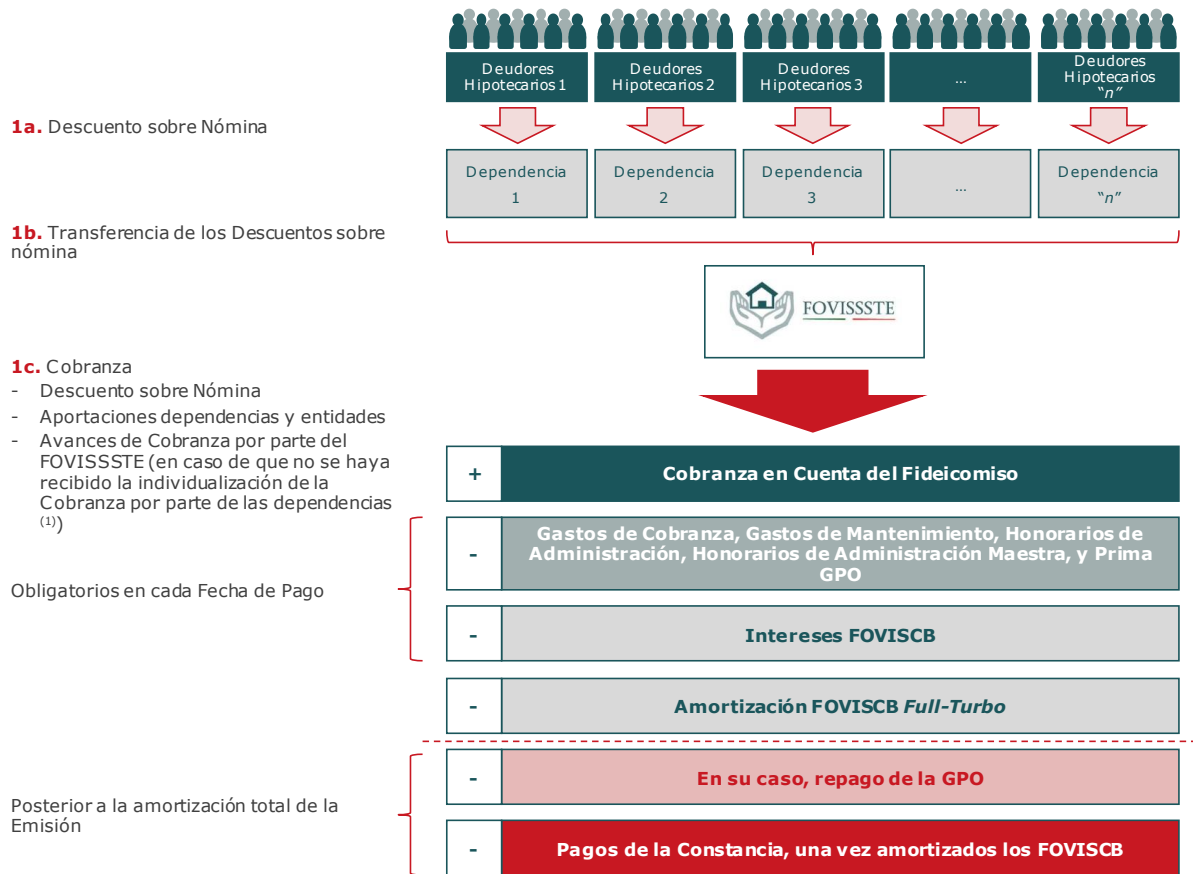 Deudores
Hipotecarios 1
Deudores
Hipotecarios 2
Deudores
Hipotecarios 3
...
Deudores
Hipotecarios
“n”
1a. Descuento sobre Nómina
Dependencia
1
Dependencia
2
Dependencia
3
...
Dependencia
“n”
1b. Transferencia de los Descuentos sobre
nómina
FOVISSSTE
1c. Cobranza
- Descuento sobre Nómina
- Aportaciones dependencias y entidades
- Avances de Cobranza por parte del
FOVISSSTE (en caso de que no se haya
recibido la individualización de la
Cobranza por parte de las dependencias
(1))
+ Cobranza en Cuenta del Fideicomiso
- Gastos de Cobranza, Gastos de Mantenimiento, Honorarios de
Administración, Honorarios de Administración Maestra, y Prima
GPO
Obligatorios en cada Fecha de Pago
- Intereses FOVISCB
- Amortización FOVISCB Full-Turbo
- En su caso, repago de la GPO
Posterior a la amortización total de la
Emisión
- Pagos de la Constancia, una vez amortizados los FOVISCB